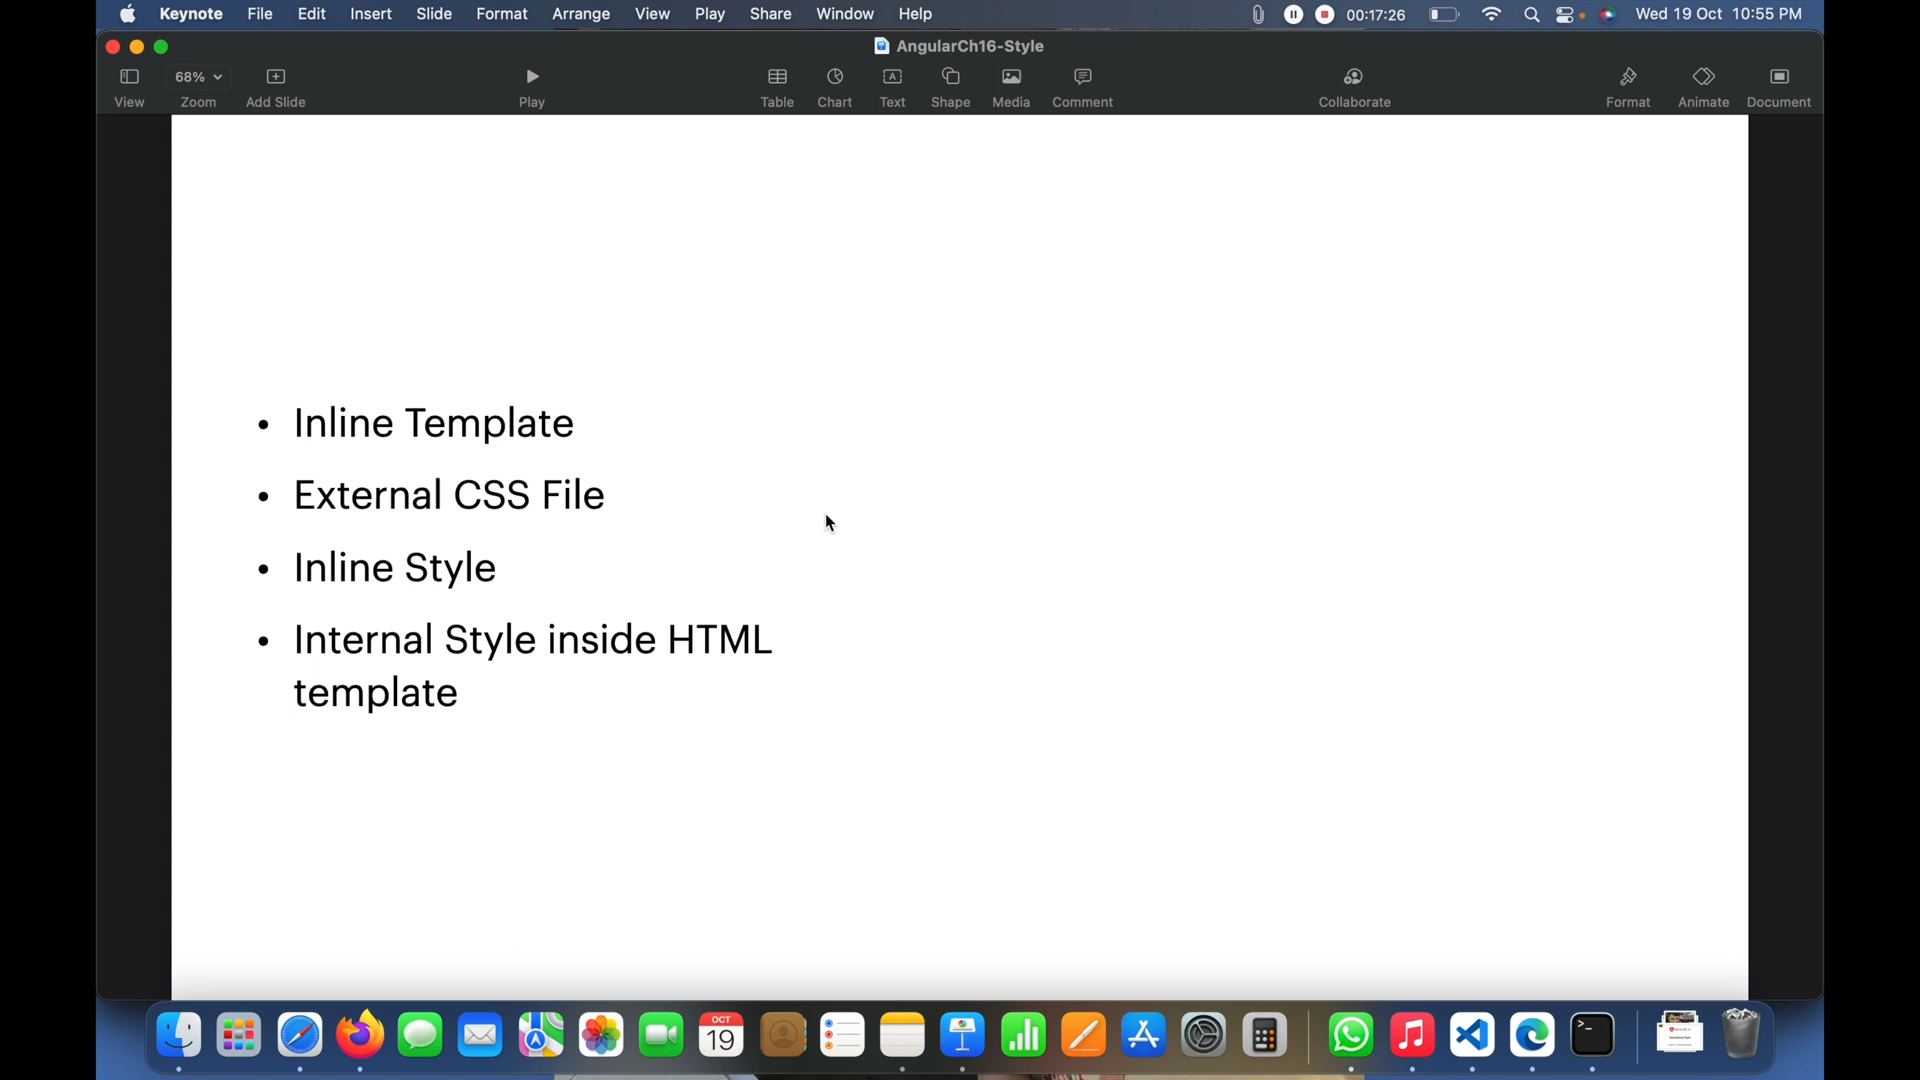 Keynote File Edit Insert Slide Format Arrange View Play Share Window Help 00:17:26 Wed 19 Oct 10:55 PM
AngularCh16-Style
68%
View Zoom Add Slide Play Table Chart Text Shape Media Comment Collaborate Format Animate Document
• Inline Template
• External CSS File
• Inline Style
• Internal Style inside HTML
template
OCT
19